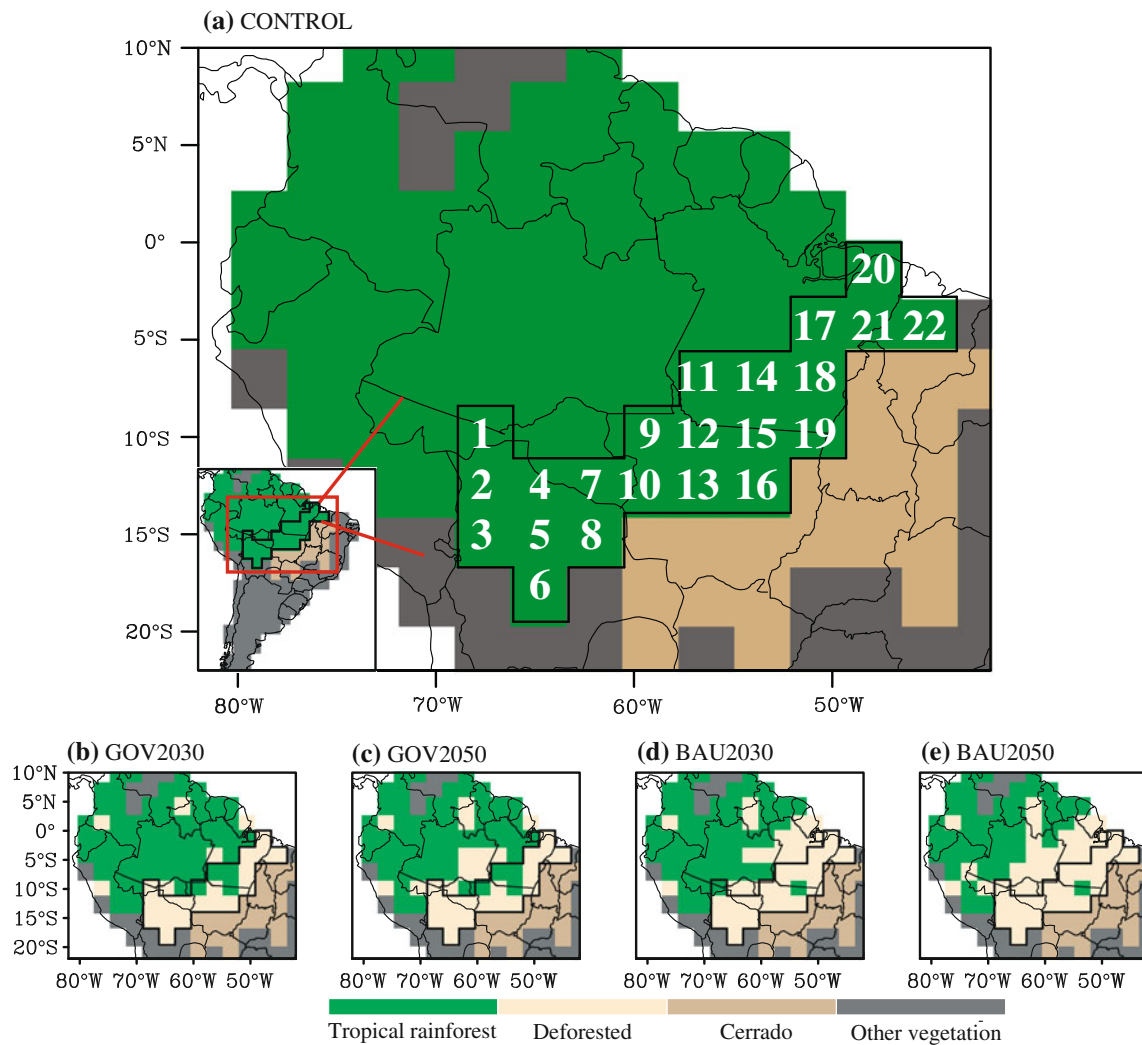 (a) CONTROL
10°N
5°N
0°
5°S
10°S
15°S
20°S
20
17 21 22
11 14 18
1 9 12 15 19
2 4 7 10 13 16
3 5 8
6
80°W 70°W 60°W 50°W
(b) GOV2030 (c) GOV2050 (d) BAU2030 (e) BAU2050
10°N
5°N
0°
5°S
10°S
15°S
20°S
80°W 70°W 60°W 50°W 80°W 70°W 60°W 50°W 80°W 70°W 60°W 50°W 80°W 70°W 60°W 50°W
Tropical rainforest Deforested Cerrado Other vegetation